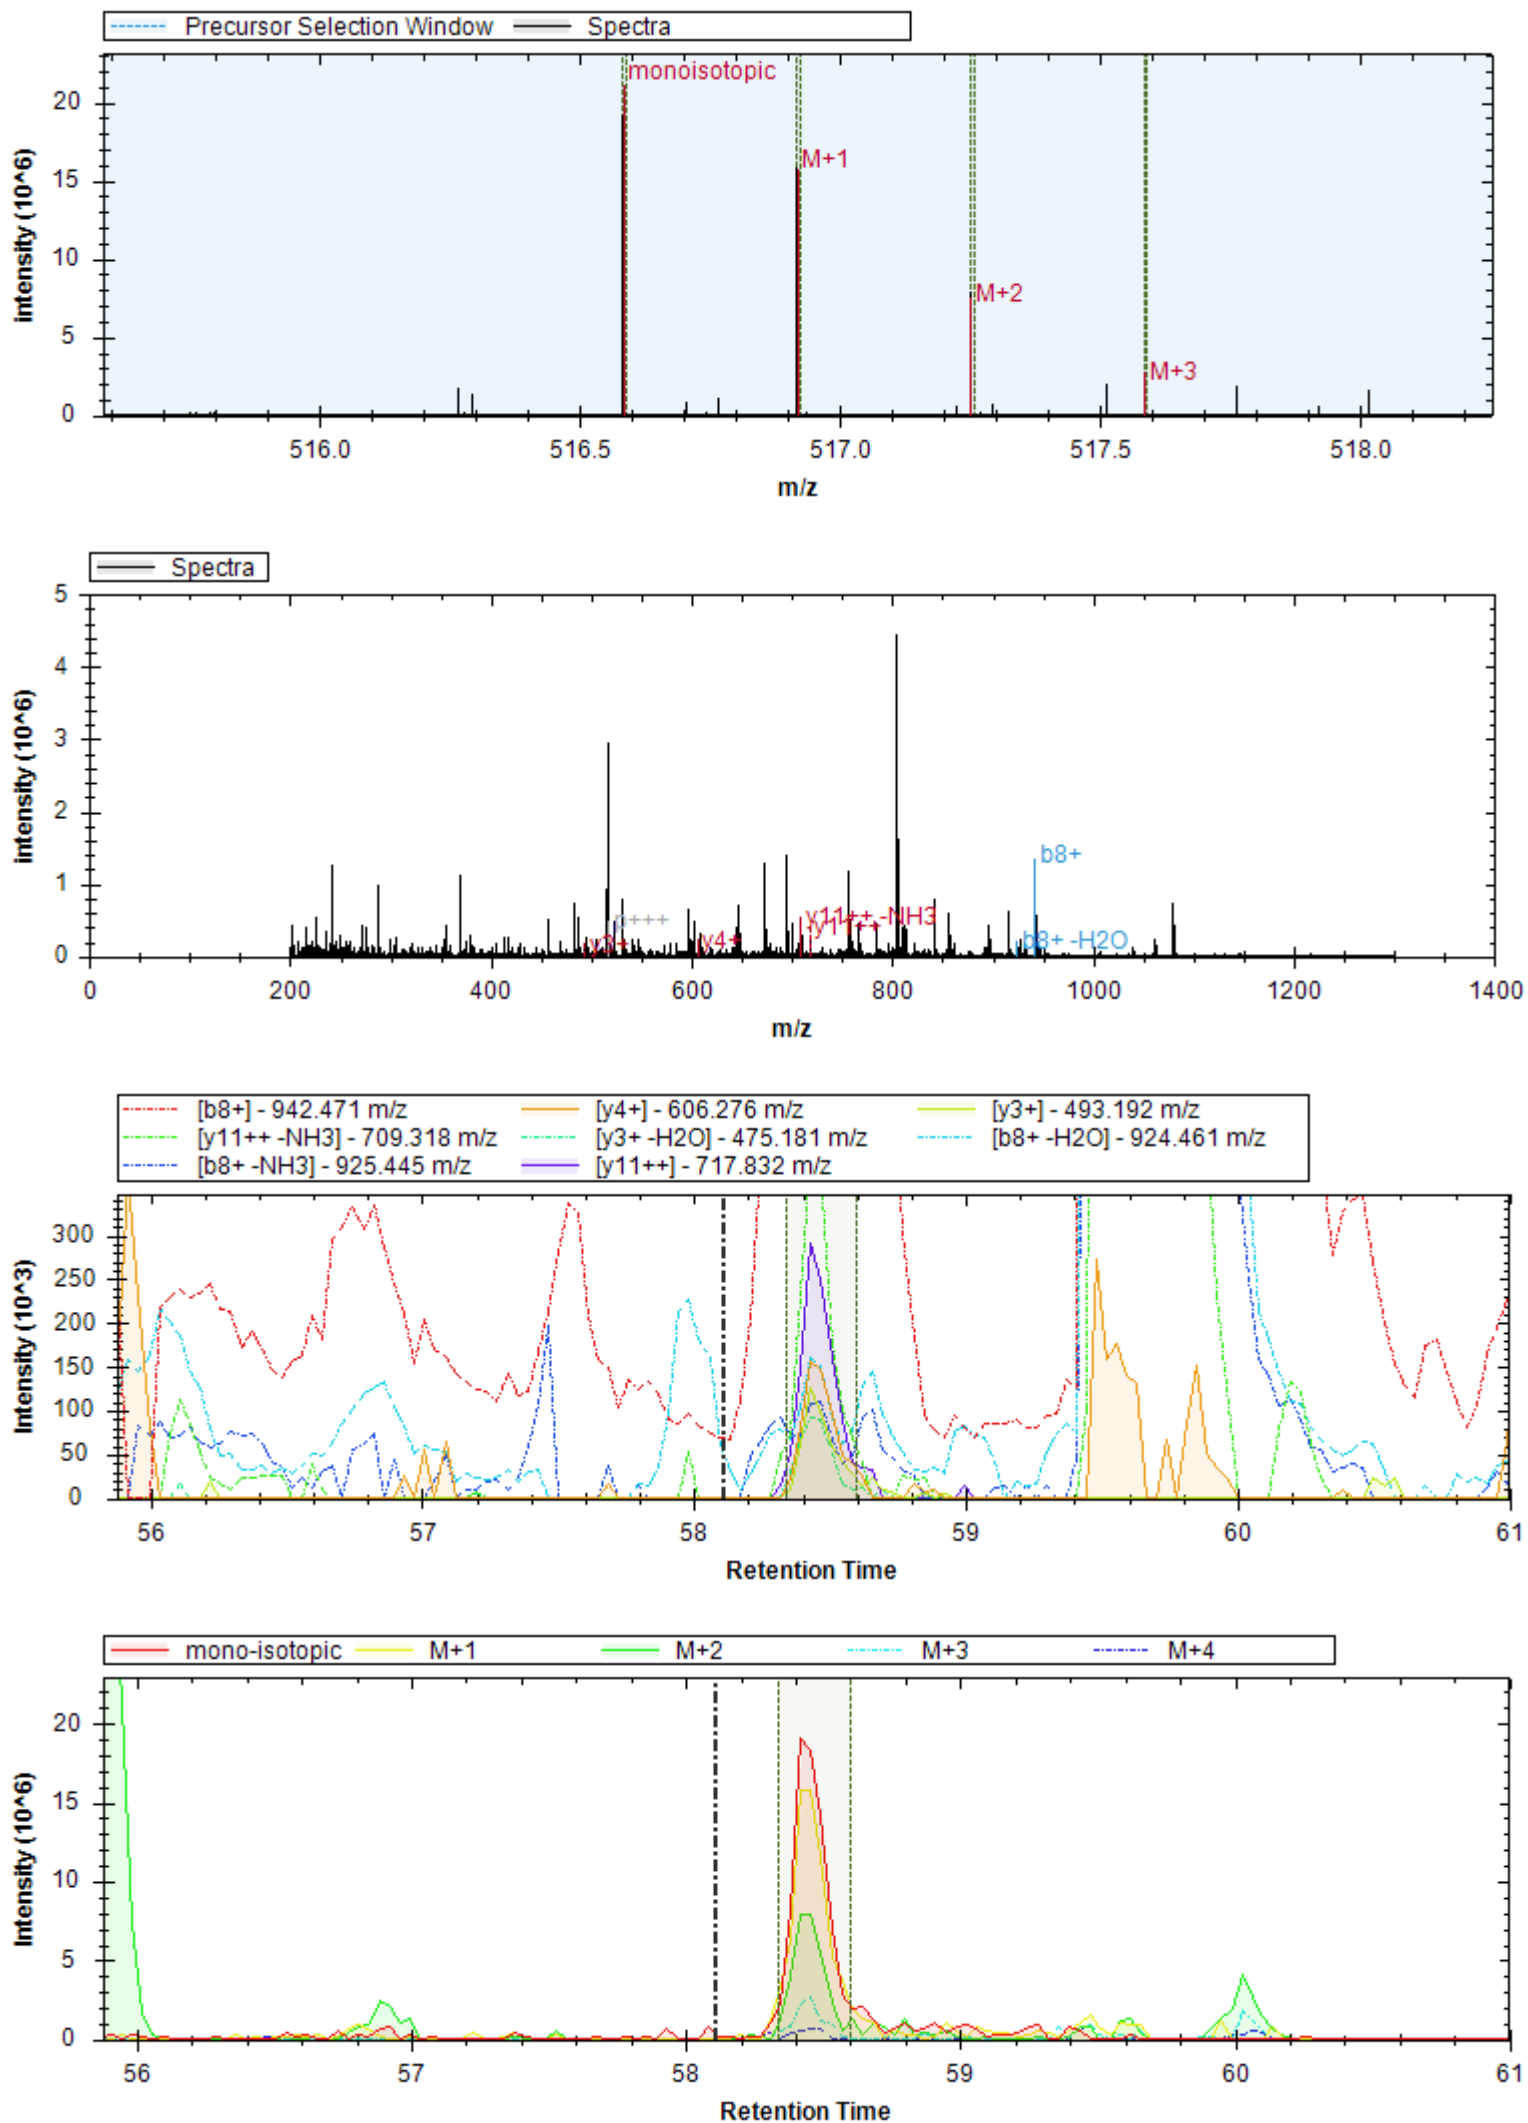 Precursor Selection Window Spectra
monoisotopic
20
M+1
15
10
M+2
5
M+3
0
516.0 516.5 517.0 517.5 518.0
intensity (10^6)
m/z
Spectra
5
4
3
2
1
0
b8+
p+++
y11++ -NH3
y11++
y3+
y4+
b8+ -H2O
0 200 400 600 800 1000 1200 1400
intensity (10^6)
m/z
[b8+] - 942.471 m/z [y4+] - 606.276 m/z [y3+] - 493.192 m/z
[y11++ -NH3] - 709.318 m/z [y3+ -H2O] - 475.181 m/z [b8+ -H2O] - 924.461 m/z
[b8+ -NH3] - 925.445 m/z [y11++] - 717.832 m/z
300
250
200
150
100
50
0
56 57 58 59 60 61
Intensity (10^3)
Retention Time
mono-isotopic M+1 M+2 M+3 M+4
20
15
10
5
0
56 57 58 59 60 61
Intensity (10^6)
Retention Time